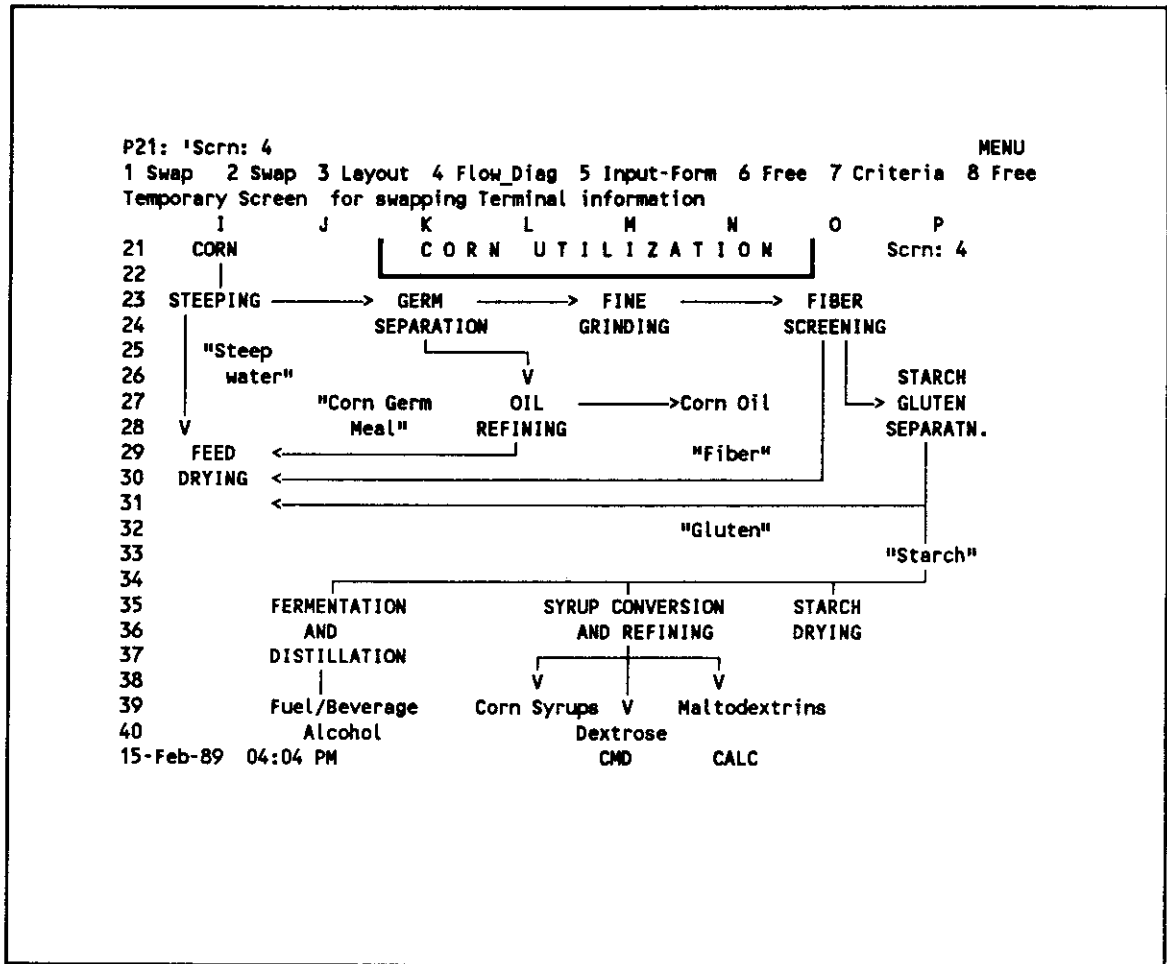 P21: 'Scrn: 4 MENU
1 Swap 2 Swap 3 Layout 4 Flow_Diag 5 Input-Form 6 Free 7 Criteria 8 Free
Temporary Screen for swapping Terminal information
I J K L M N O P
21 CORN C O R N U T I L I Z A T I O N Scrn: 4
22
23 STEEPING > GERM > FINE > FIBER
24 SEPARATION GRINDING SCREENING
25 "Steep
26 water" V STARCH
27 "Corn Germ OIL >Corn Oil > GLUTEN
28 V Meal" REFINING SEPARATN.
29 FEED < "Fiber"
30 DRYING <
31 <
32 "Gluten"
33 "Starch"
34
35 FERMENTATION SYRUP CONVERSION STARCH
36 AND AND REFINING DRYING
37 DISTILLATION
38 V V
39 Fuel/Beverage Corn Syrups V Maltodextrins
40 Alcohol Dextrose
15-Feb-89 04:04 PM CMD CALC